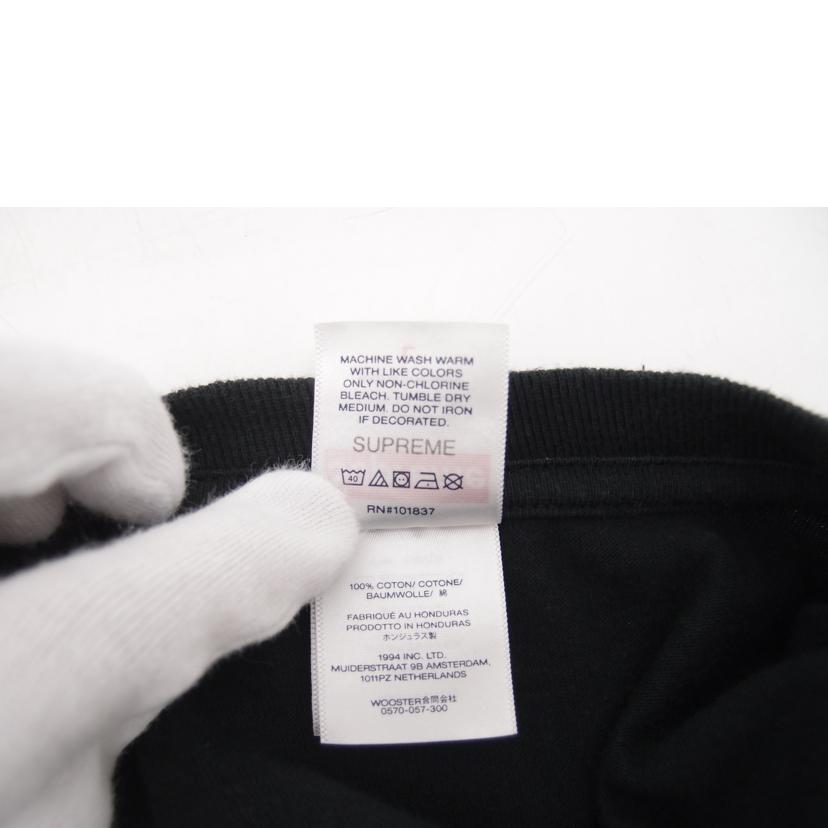 MACHINE WASH WARM
WITH LIKE COLORS
ONLY NON-CHLORINE
BLEACH. TUMBLE DRY
MEDIUM. DO NOT IRON
IF DECORATED.
SUPREME
40
RN#101837
100% COTON/ COTONE/
BAUMWOLLE/ 綿
FABRIQUÉ AU HONDURAS
PRODOTTO IN HONDURAS
ホンジュラス製
1994 INC. LTD.
MUIDERSTRAAT 9B AMSTERDAM,
1011PZ NETHERLANDS
WOOSTER合同会社
0570-057-300